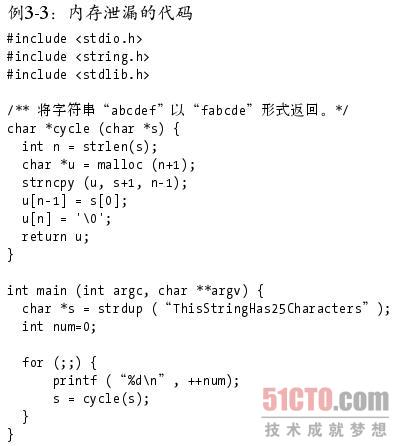 例3-3：内存泄漏的代码
#include <stdio.h>
#include <string.h>
#include <stdlib.h>
/** 将字符串“abcdef”以“fabcde”形式返回。*/
char *cycle (char *s) {
int n = strlen(s);
char *u = malloc (n+1);
strncpy (u, s+1, n-1);
u[n-1] = s[0];
u[n] = '\0';
return u;
}
int main (int argc, char **argv) {
char *s = strdup (“ThisStringHas25Characters”);
int num=0;
for (;;) {
printf (“%d\n”, ++num);
s = cycle(s);
}
}
51CTO.com
技术成就梦想